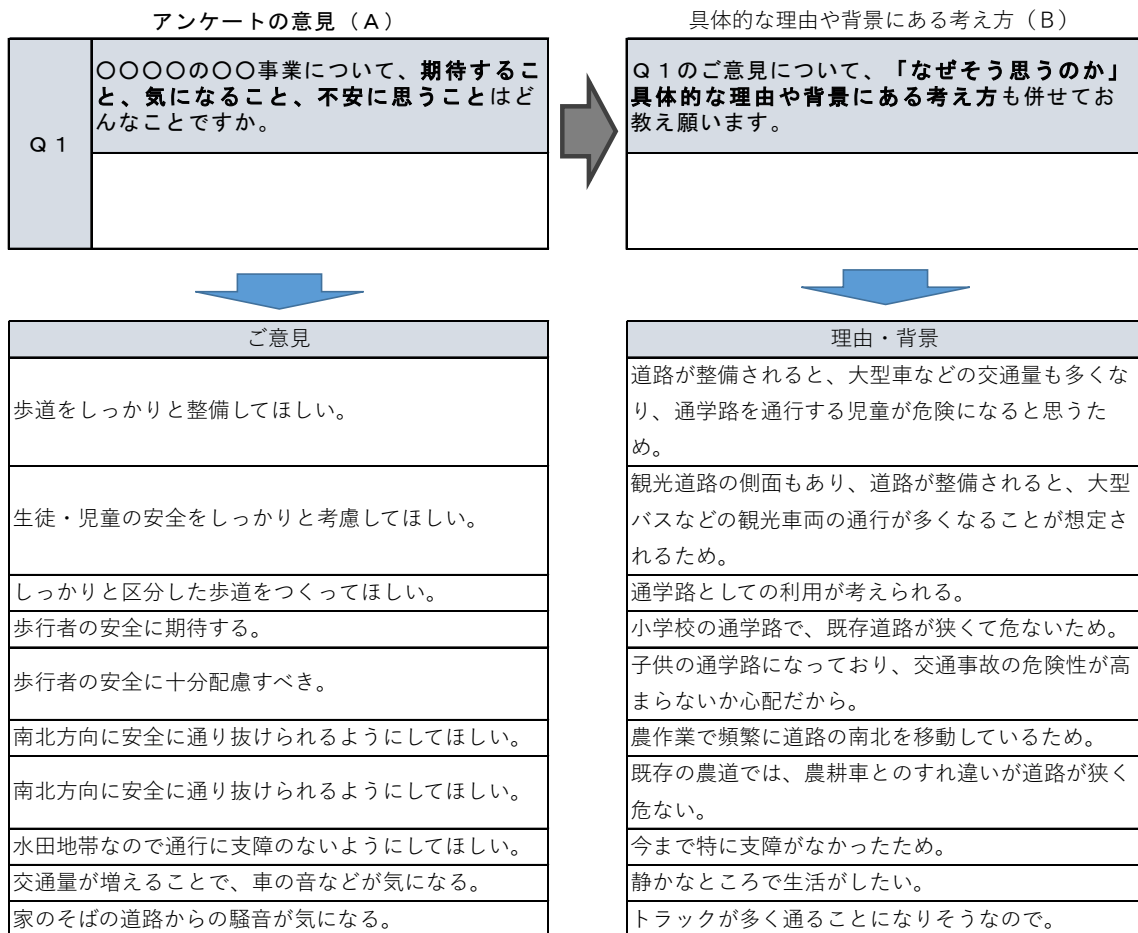 アンケートの意見（Ａ）
具体的な理由や背景にある考え方（Ｂ）
Ｑ１
〇〇〇〇の〇〇事業について、期待するこ
と、気になること、不安に思うことはど
んなことですか。
Ｑ１のご意見について、「なぜそう思うのか」
具体的な理由や背景にある考え方も併せてお
教え願います。
ご意見
理由・背景
歩道をしっかりと整備してほしい。
道路が整備されると、大型車などの交通量も多くな
り、通学路を通行する児童が危険になると思うた
め。
生徒・児童の安全をしっかりと考慮してほしい。
観光道路の側面もあり、道路が整備されると、大型
バスなどの観光車両の通行が多くなることが想定さ
れるため。
しっかりと区分した歩道をつくってほしい。
通学路としての利用が考えられる。
歩行者の安全に期待する。
小学校の通学路で、既存道路が狭くて危ないため。
歩行者の安全に十分配慮すべき。
子供の通学路になっており、交通事故の危険性が高
まらないか心配だから。
南北方向に安全に通り抜けられるようにしてほしい。
農作業で頻繁に道路の南北を移動しているため。
南北方向に安全に通り抜けられるようにしてほしい。
既存の農道では、農耕車とのすれ違いが道路が狭く
危ない。
水田地帯なので通行に支障のないようにしてほしい。
今まで特に支障がなかったため。
交通量が増えることで、車の音などが気になる。
静かなところで生活がしたい。
家のそばの道路からの騒音が気になる。
トラックが多く通ることになりそうなので。